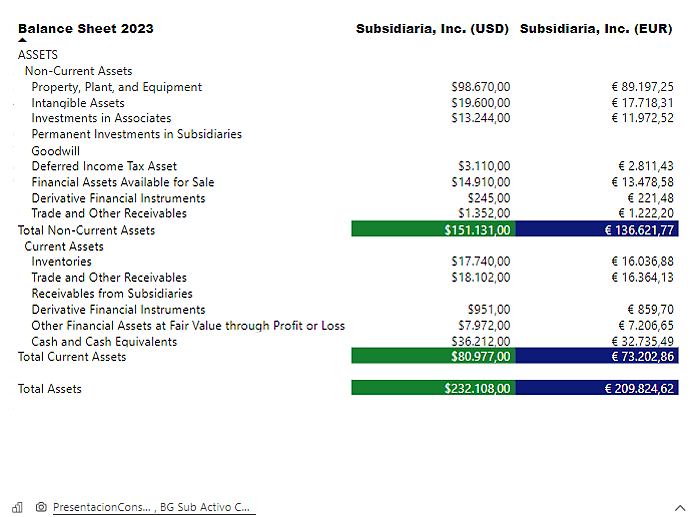 Balance Sheet 2023 Subsidiaria, Inc. (USD) Subsidiaria, Inc. (EUR)
ASSETS
Non-Current Assets
Property, Plant, and Equipment $98.670,00 € 89.197,25
Intangible Assets $19.600,00 € 17.718,31
Investments in Associates $13.244,00 € 11.972,52
Permanent Investments in Subsidiaries
Goodwill
Deferred Income Tax Asset $3.110,00 € 2.811,43
Financial Assets Available for Sale $14.910,00 € 13.478,58
Derivative Financial Instruments $245,00 € 221,48
Trade and Other Receivables $1.352,00 € 1.222,20
Total Non-Current Assets $151.131,00 € 136.621,77
Current Assets
Inventories $17.740,00 € 16.036,88
Trade and Other Receivables $18.102,00 € 16.364,13
Receivables from Subsidiaries
Derivative Financial Instruments $951,00 € 859,70
Other Financial Assets at Fair Value through Profit or Loss $7.972,00 € 7.206,65
Cash and Cash Equivalents $36.212,00 € 32.735,49
Total Current Assets $80.977,00 € 73.202,86
Total Assets $232.108,00 € 209.824,62
PresentacionCons... , BG Sub Activo C...